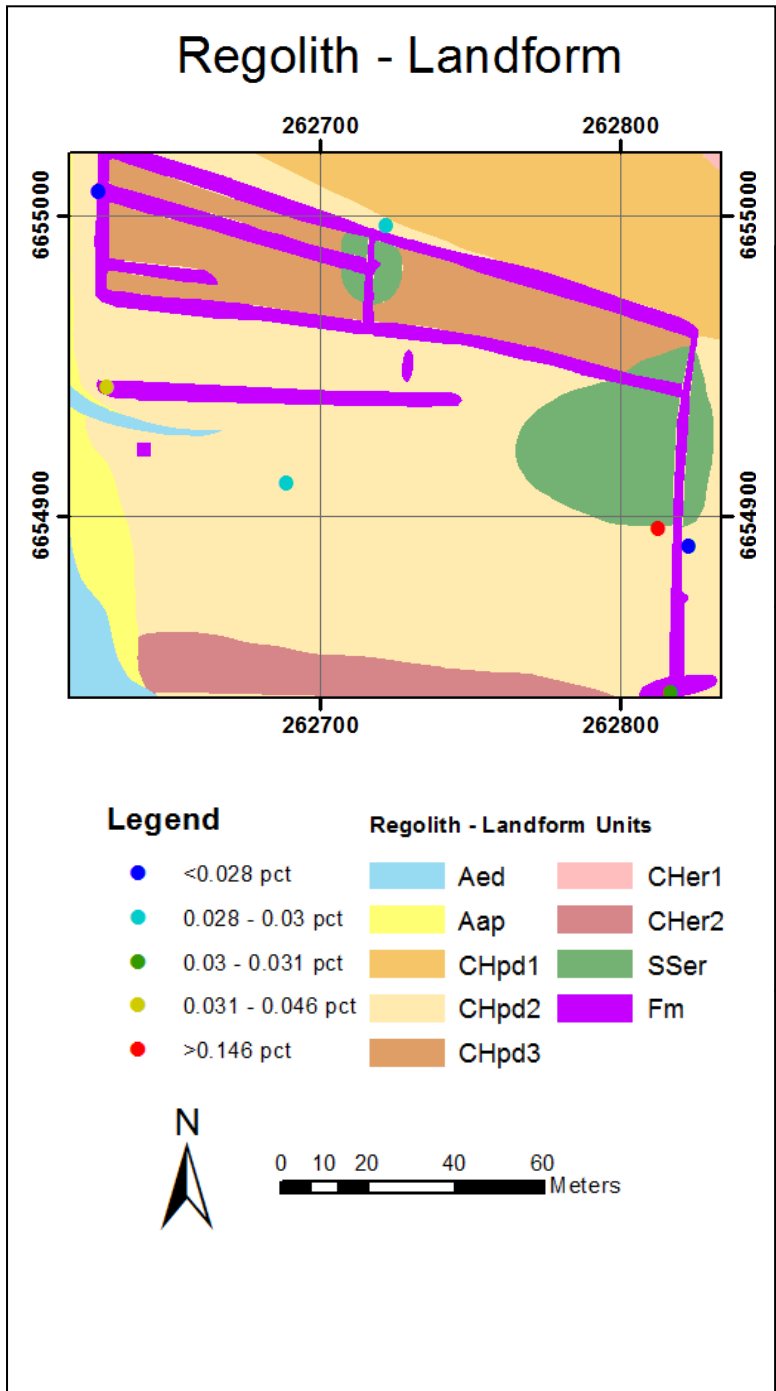 Regolith - Landform
262700 262800
6655000 6655000
6654900 6654900
262700 262800
Legend
<0.028 pct
0.028 - 0.03 pct
0.03 - 0.031 pct
0.031 - 0.046 pct
>0.146 pct
Regolith - Landform Units
Aed
Aap
CHpd1
CHpd2
CHpd3
CHer1
CHer2
SSer
Fm
N
0 10 20 40 60
Meters